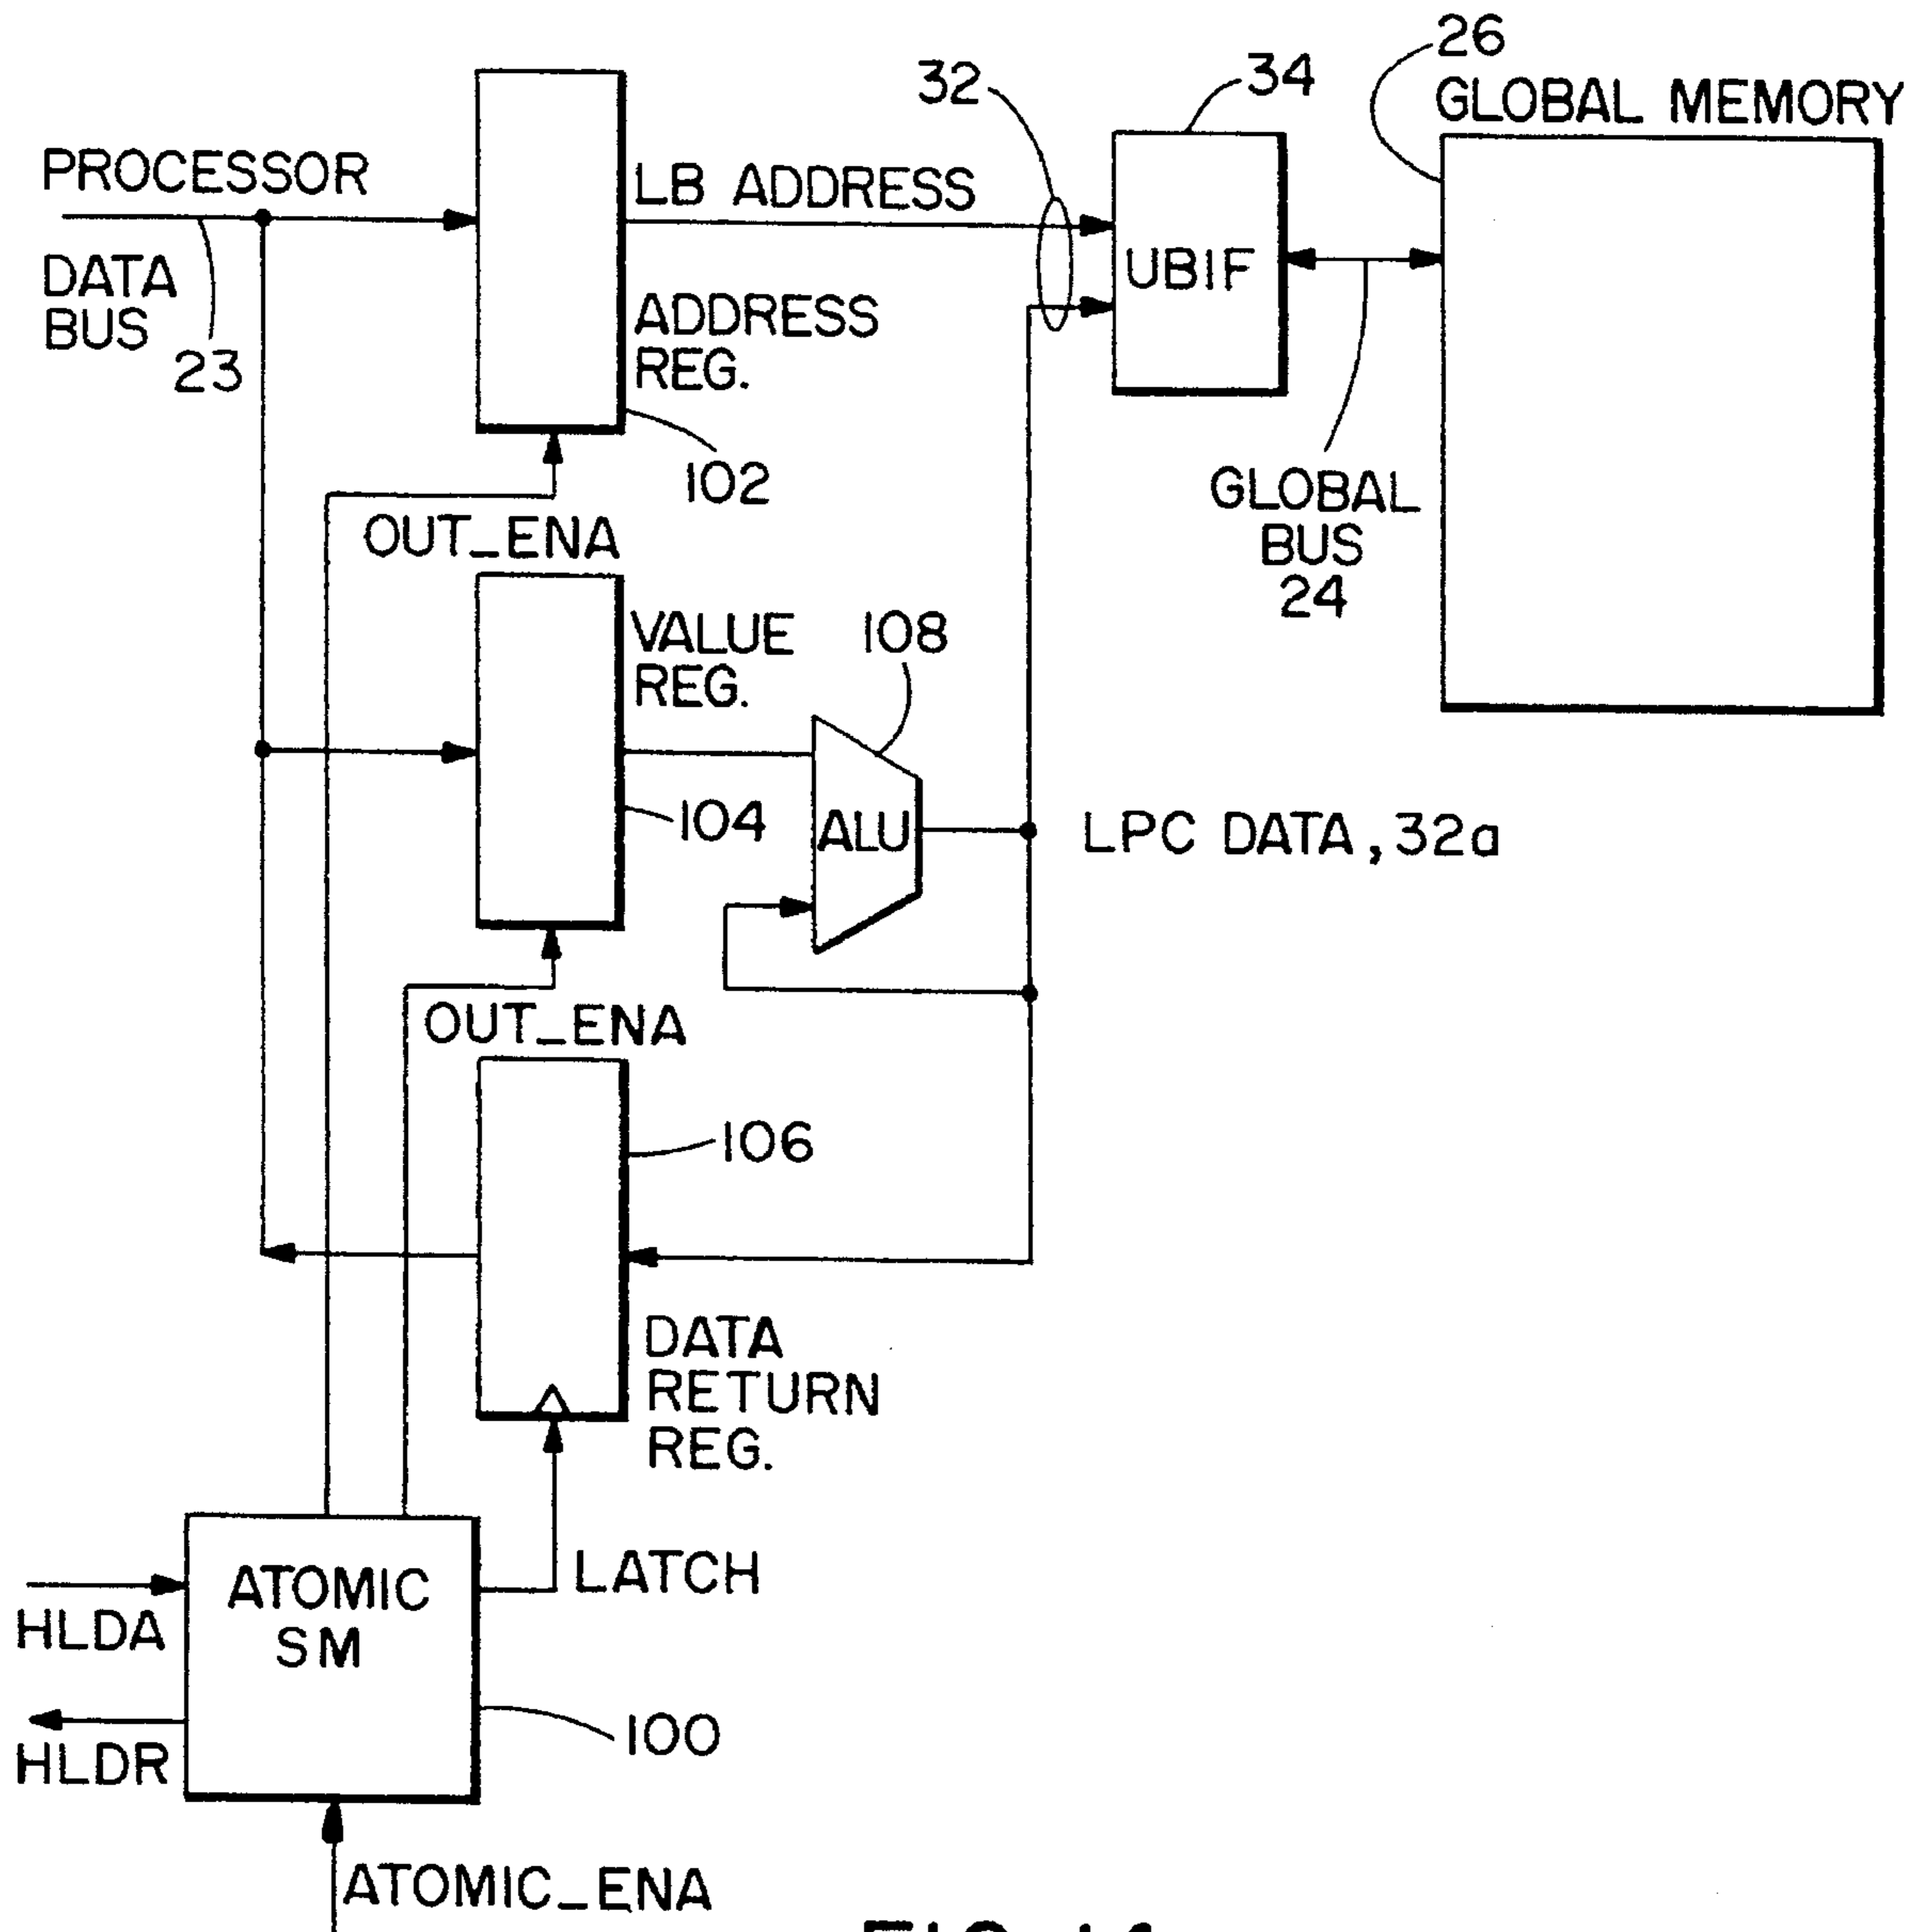 26
GLOBAL MEMORY
34
32
PROCESSOR
DATA
BUS
23
LB ADDRESS
ADDRESS
REG.
102
UBIF
GLOBAL
BUS
24
OUT_ENA
VALUE
REG.
108
104
ALU
LPC DATA, 32a
OUT_ENA
106
DATA
RETURN
REG.
LATCH
ATOMIC
SM
HLDA
HLDR
100
ATOMIC_ENA